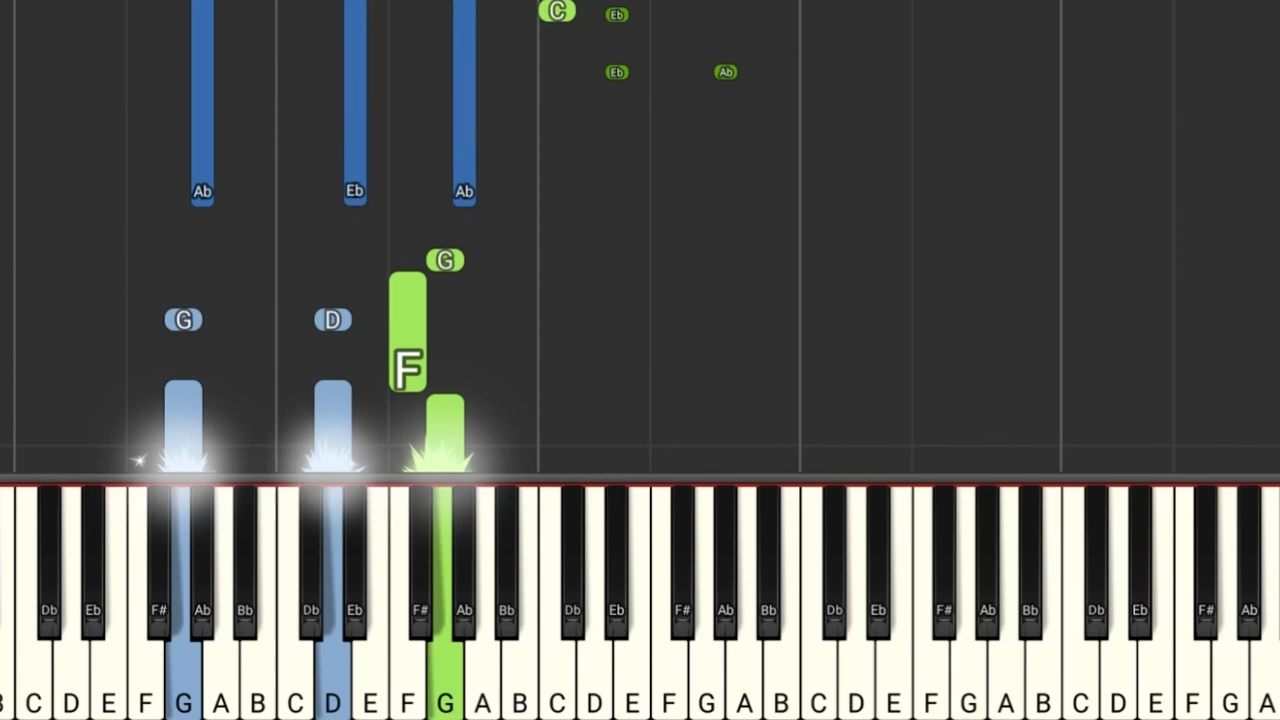 C Eb
Eb Ab
Ab Eb Ab
G
G D
F
Db Eb F# Ab Bb Db Eb F# Ab Bb Db Eb F# Ab Bb Db Eb F# Ab Bb Db Eb F# Ab
B C D E F G A B C D E F G A B C D E F G A B C D E F G A B C D E F G A